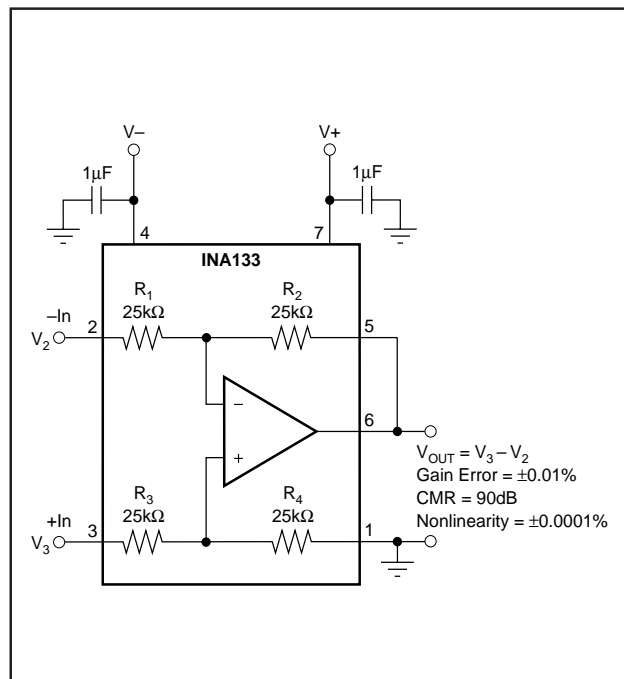 V– V+
1µF 1µF
4 7
INA133
R1 R2
–In 25kΩ 25kΩ 5
2
V2
–
6
+
VOUT = V3 – V2
Gain Error = ±0.01%
CMR = 90dB
Nonlinearity = ±0.0001%
R3 R4
+In 25kΩ 25kΩ 1
3
V3